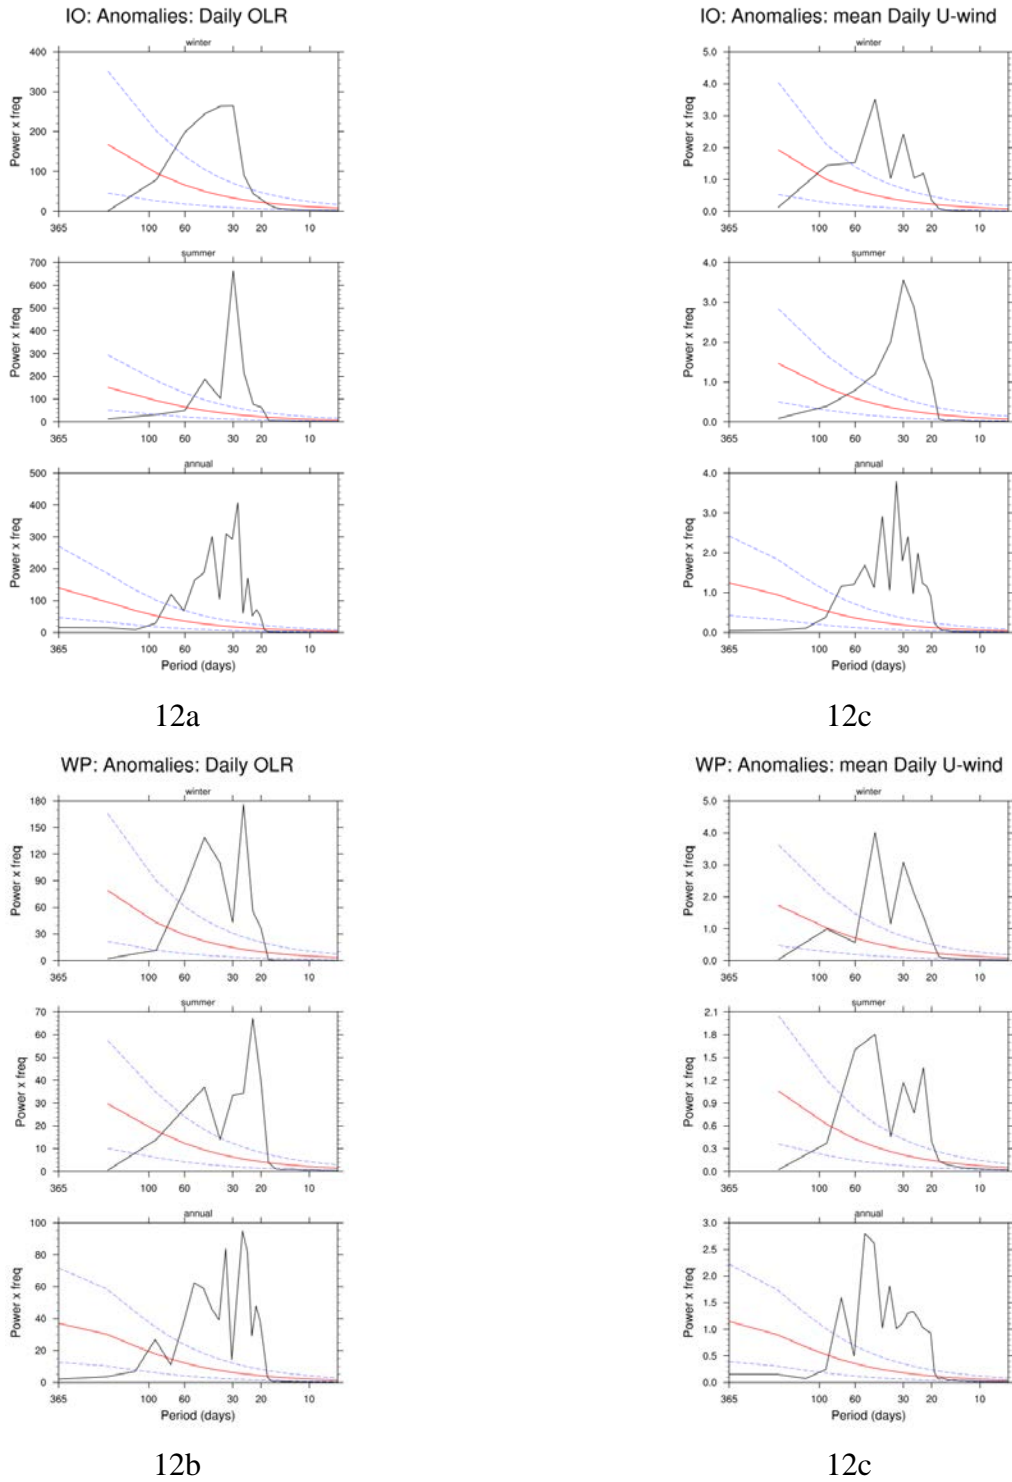 IO: Anomalies: Daily OLR
winter
400
300
200
100
0
Power x freq
365 100 60 30 20 10
summer
700
600
500
400
300
200
100
0
Power x freq
365 100 60 30 20 10
annual
500
400
300
200
100
0
Power x freq
365 100 60 30 20 10
Period (days)
12a
IO: Anomalies: mean Daily U-wind
winter
5.0
4.0
3.0
2.0
1.0
0.0
Power x freq
365 100 60 30 20 10
summer
4.0
3.0
2.0
1.0
0.0
Power x freq
365 100 60 30 20 10
annual
4.0
3.0
2.0
1.0
0.0
Power x freq
365 100 60 30 20 10
Period (days)
12c
WP: Anomalies: Daily OLR
winter
180
150
120
90
60
30
0
Power x freq
365 100 60 30 20 10
summer
70
60
50
40
30
20
10
0
Power x freq
365 100 60 30 20 10
annual
100
80
60
40
20
0
Power x freq
365 100 60 30 20 10
Period (days)
12b
WP: Anomalies: mean Daily U-wind
winter
5.0
4.0
3.0
2.0
1.0
0.0
Power x freq
365 100 60 30 20 10
summer
2.1
1.8
1.5
1.2
0.9
0.6
0.3
0.0
Power x freq
365 100 60 30 20 10
annual
3.0
2.5
2.0
1.5
1.0
0.5
0.0
Power x freq
365 100 60 30 20 10
Period (days)
12c